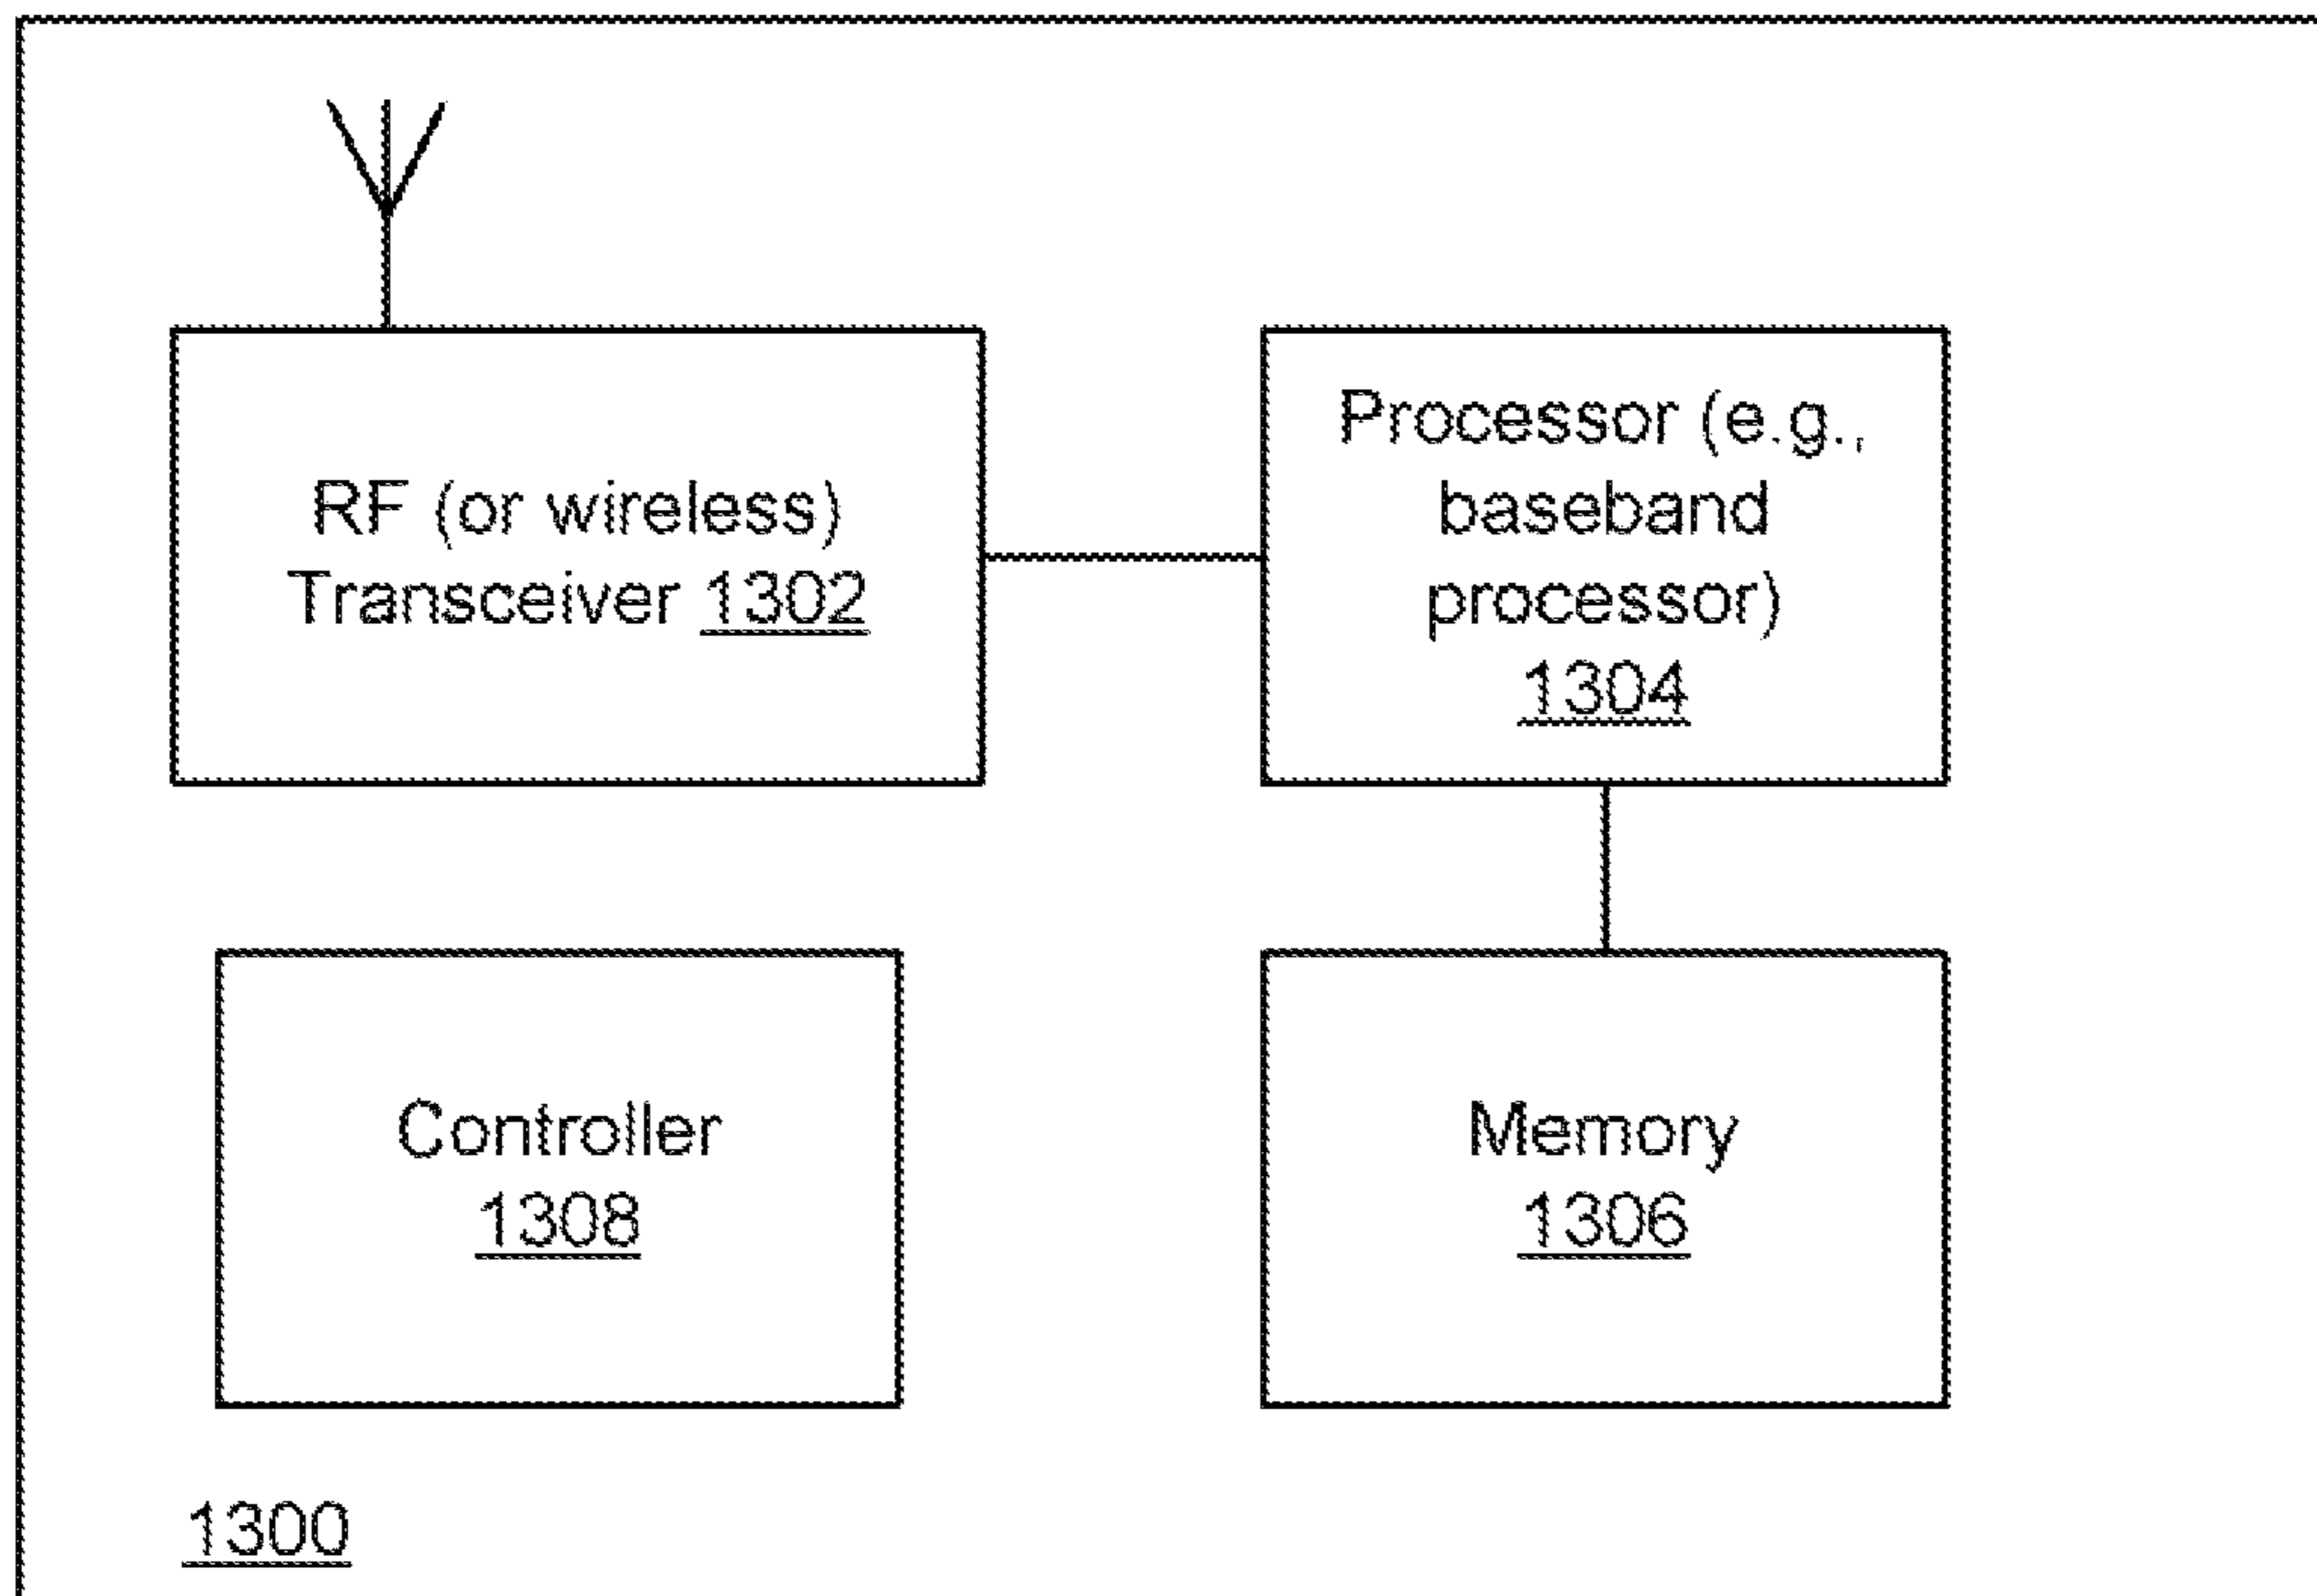 RF (or wireless)
Transceiver 1302
Processor (e.g.,
baseband
processor)
1304
Controller
1308
Memory
1306
1300